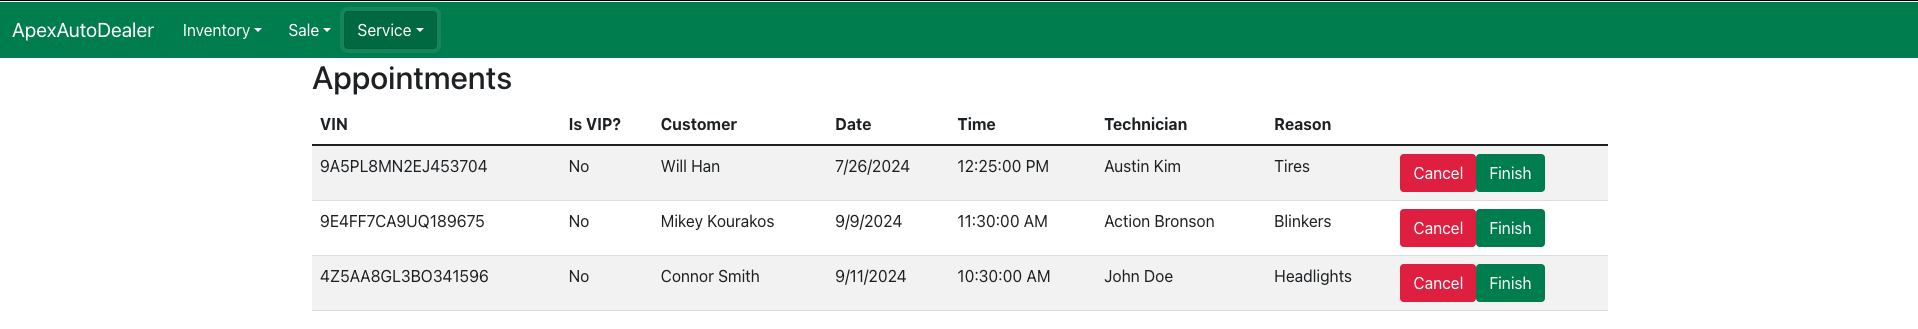 ApexAutoDealer Inventory Sale Service
Appointments
VIN Is VIP? Customer Date Time Technician Reason
9A5PL8MN2EJ453704 No Will Han 7/26/2024 12:25:00 PM Austin Kim Tires Cancel Finish
9E4FF7CA9UQ189675 No Mikey Kourakos 9/9/2024 11:30:00 AM Action Bronson Blinkers Cancel Finish
4Z5AA8GL3BO341596 No Connor Smith 9/11/2024 10:30:00 AM John Doe Headlights Cancel Finish